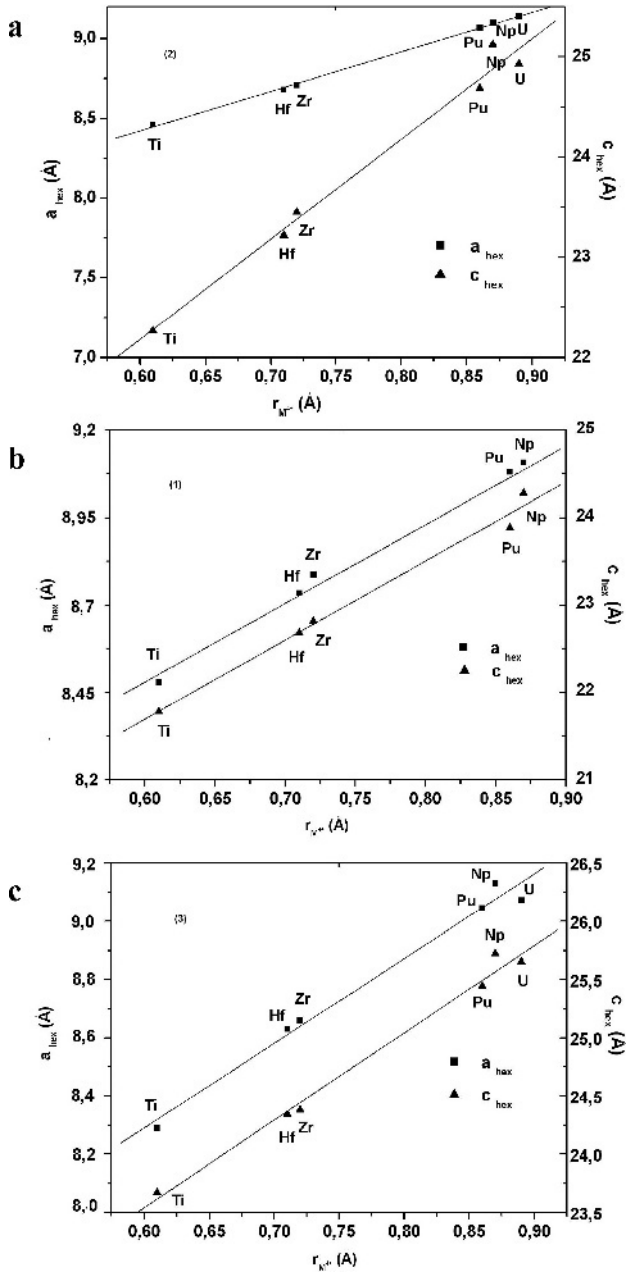 a
(2)
9,0
8,5
8,0
7,5
7,0
a hex (Å)
Ti
Hf
Zr
Pu
Np
U
Ti
Hf
Zr
Pu
Np
U
a hex
c hex
25
24
23
22
c hex (Å)
0,60 0,65 0,70 0,75 0,80 0,85 0,90
(Å)
b
(1)
9,2
8,95
8,7
8,45
8,2
a hex (Å)
Ti
Hf
Zr
Pu
Np
Ti
Hf
Zr
Pu
Np
a hex
c hex
25
24
23
22
21
c hex (Å)
0,60 0,65 0,70 0,75 0,80 0,85 0,90
(Å)
c
(3)
9,2
9,0
8,8
8,6
8,4
8,2
8,0
a hex (Å)
Ti
Hf
Zr
Pu
Np
U
Ti
Hf
Zr
Pu
Np
U
a hex
c hex
26,5
26,0
25,5
25,0
24,5
24,0
23,5
c hex (Å)
0,60 0,65 0,70 0,75 0,80 0,85 0,90
(Å)